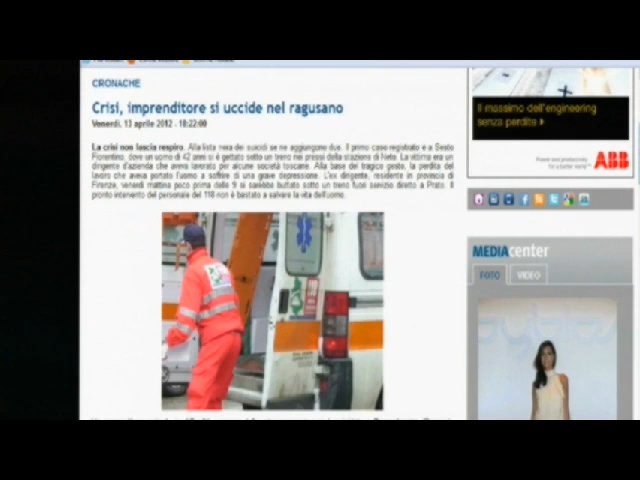 CRONACHE
Crisi, imprenditore si uccide nel ragusano
Venerdì, 13 aprile 2012 - 18:22:00
La crisi non lascia respiro. Alla lista nera dei suicidi se ne aggiungono due. Il primo caso registrato è a Sesto
Fiorentino, dove un uomo di 42 anni si è gettato sotto un treno nei pressi della stazione di Neto. La vittima era un
dirigente d'azienda che aveva lavorato per alcune società toscane. Alla base del tragico gesto, la perdita del
lavoro che aveva portato l'uomo a soffrire di una grave depressione. L'ex dirigente, residente in provincia di
Firenze, venerdì mattina poco prima delle 9 si sarebbe buttato sotto un treno fuori servizio diretto a Prato. Il
pronto intervento del personale del 118 non è bastato a salvare la vita dell'uomo.
Il massimo dell'engineering
senza perdite
Power and productivity
for a better world™
ABB
MEDIAcenter
FOTO
VIDEO